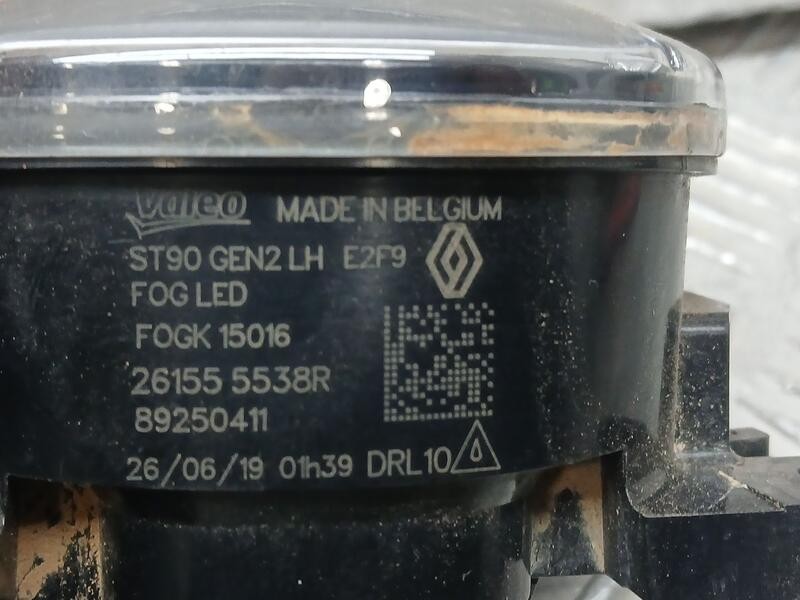 Valeo MADE IN BELGIUM
ST90 GEN2 LH E2F9
FOG LED
FOGK 15016
26155 5538R
89250411
26/06/19 01h39 DRL10